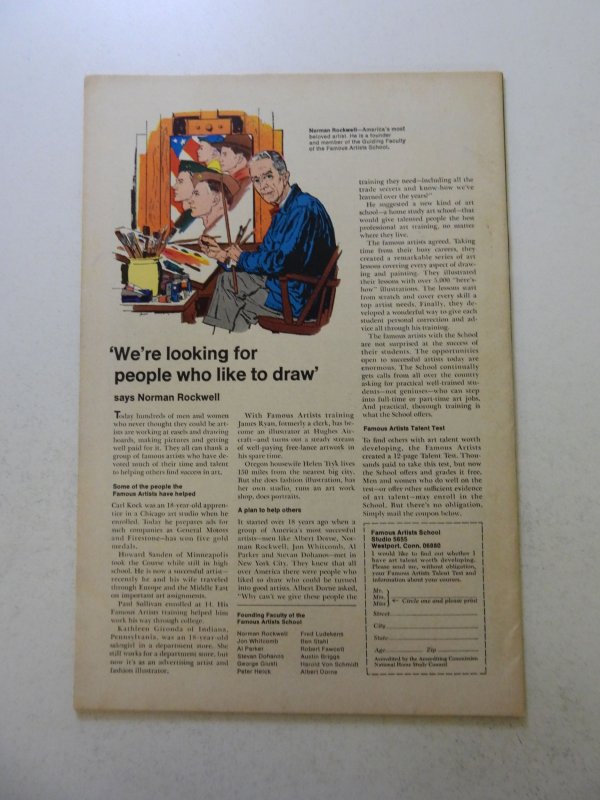 Norman Rockwell—America's most
beloved artist. He is a founder
and member of the Guiding Faculty
of the Famous Artists School.
'We're looking for
people who like to draw'
says Norman Rockwell
Today hundreds of men and women
who never thought they could be art-
ists are working at easels and drawing
boards, making pictures and getting
well paid for it. They all can thank a
group of famous artists who have de-
voted much of their time and talent
to helping others find success in art.
Some of the people the
Famous Artists have helped
Carl Kock was an 18-year-old appren-
tice in a Chicago art studio when he
enrolled. Today he prepares ads for
such companies as General Motors
and Firestone—has won five gold
medals.
Howard Sanden of Minneapolis
took the Course while still in high
school. He is now a successful artist—
recently he and his wife traveled
through Europe and the Middle East
on important art assignments.
Paul Sullivan enrolled at 14. His
Famous Artists training helped him
work his way through college.
Kathleen Gironda of Indiana,
Pennsylvania, was an 18-year-old
salesgirl in a department store. She
still works for a department store, but
now it's as an advertising artist and
fashion illustrator.
With Famous Artists training
James Ryan, formerly a clerk, has be-
come an illustrator at Hughes Air-
craft—and turns out a steady stream
of well-paying free-lance artwork in
his spare time.
Oregon housewife Helen Tryk lives
150 miles from the nearest big city.
But she does fashion illustration, has
her own studio, runs an art work
shop, does portraits.
A plan to help others
It started over 18 years ago when a
group of America's most successful
artists—men like Albert Dorne, Nor-
man Rockwell, Jon Whitcomb, Al
Parker and Stevan Dohanos—met in
New York City. They knew that all
over America there were people who
liked to draw who could be turned
into good artists. Albert Dorne asked,
"Why can't we give these people the
Founding Faculty of the
Famous Artists School
Norman Rockwell
Jon Whitcomb
Al Parker
Stevan Dohanos
George Giusti
Peter Helck
Fred Ludekens
Ben Stahl
Robert Fawcett
Austin Briggs
Harold Von Schmidt
Albert Dorne
training they need—including all the
trade secrets and know-how we've
learned over the years?"
He suggested a new kind of art
school—a home study art school—that
would give talented people the best
professional art training, no matter
where they live.
The famous artists agreed. Taking
time from their busy careers, they
created a remarkable series of art
lessons covering every aspect of draw-
ing and painting. They illustrated
their lessons with over 5,000 "here's-
how" illustrations. The lessons start
from scratch and cover every skill a
top artist needs. Finally, they de-
veloped a wonderful way to give each
student personal correction and ad-
vice all through his training.
The famous artists with the School
are not surprised at the success of
their students. The opportunities
open to successful artists today are
enormous. The School continually
gets calls from all over the country
asking for practical well-trained stu-
dents—not geniuses—who can step
into full-time or part-time art jobs.
And practical, thorough training is
what the School offers.
Famous Artists Talent Test
To find others with art talent worth
developing, the Famous Artists
created a 12-page Talent Test. Thou-
sands paid to take this test, but now
the School offers and grades it free.
Men and women who do well on the
test—or offer other sufficient evidence
of art talent—may enroll in the
School. But there's no obligation.
Simply mail the coupon below.
Famous Artists School
Studio 5655
Westport, Conn. 06880
I would like to find out whether I
have art talent worth developing.
Please send me, without obligation,
your Famous Artists Talent Test and
information about your courses.
Mr.
Mrs.
Miss
← Circle one and please print
Street
City
State
Age Zip
Accredited by the Accrediting Commission
National Home Study Council